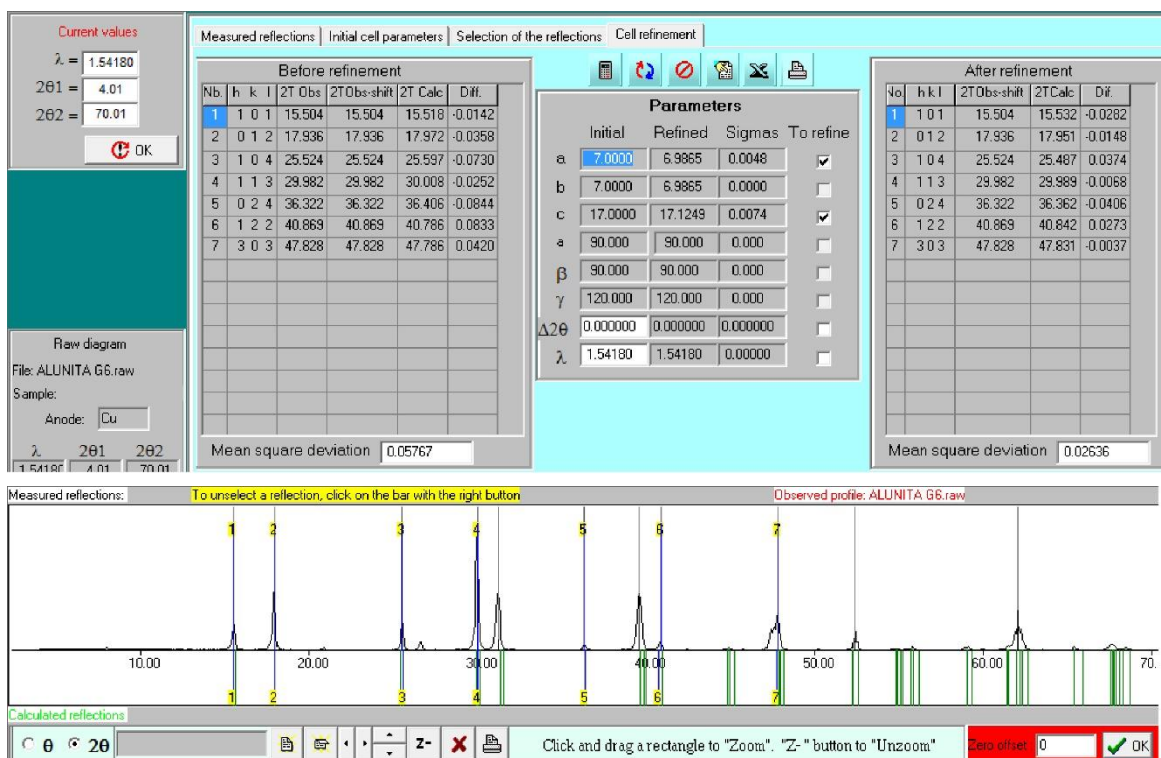 Current values
λ = 1.54180
2θ1 = 4.01
2θ2 = 70.01
OK
Measured reflections | Initial cell parameters | Selection of the reflections | Cell refinement
Before refinement
Nb. h k l 2T Obs 2TObs-shift 2T Calc Diff.
1 1 0 1 15.504 15.504 15.518 -0.0142
2 0 1 2 17.936 17.936 17.972 -0.0358
3 1 0 4 25.524 25.524 25.597 -0.0730
4 1 1 3 29.982 29.982 30.008 -0.0252
5 0 2 4 36.322 36.322 36.406 -0.0844
6 1 2 2 40.869 40.869 40.786 0.0833
7 3 0 3 47.828 47.828 47.786 0.0420
Mean square deviation 0.05767
Parameters
Initial Refined Sigmas To refine
a 7.0000 6.9865 0.0048
b 7.0000 6.9865 0.0000
c 17.0000 17.1249 0.0074
a 90.000 90.000 0.000
β 90.000 90.000 0.000
γ 120.000 120.000 0.000
Δ2θ 0.000000 0.000000 0.000000
λ 1.54180 1.54180 0.00000
After refinement
No. h k l 2TObs-shift 2TCalc Dif.
1 1 0 1 15.504 15.532 -0.0282
2 0 1 2 17.936 17.951 -0.0148
3 1 0 4 25.524 25.487 0.0374
4 1 1 3 29.982 29.989 -0.0068
5 0 2 4 36.322 36.362 -0.0406
6 1 2 2 40.869 40.842 0.0273
7 3 0 3 47.828 47.831 -0.0037
Mean square deviation 0.02636
Raw diagram
File: ALUNITA G6.raw
Sample:
Anode: Cu
λ 2θ1 2θ2
1.54180 4.01 70.01
Measured reflections: To unselect a reflection, click on the bar with the right button Observed profile: ALUNITA G6.raw
1 2 3 4 5 6 7
10.00 20.00 30.00 40.00 50.00 60.00 70.
1 2 3 4 5 6 7
Calculated reflections
θ 2θ Z- Click and drag a rectangle to "Zoom". "Z-" button to "Unzoom" Zero offset 0 OK